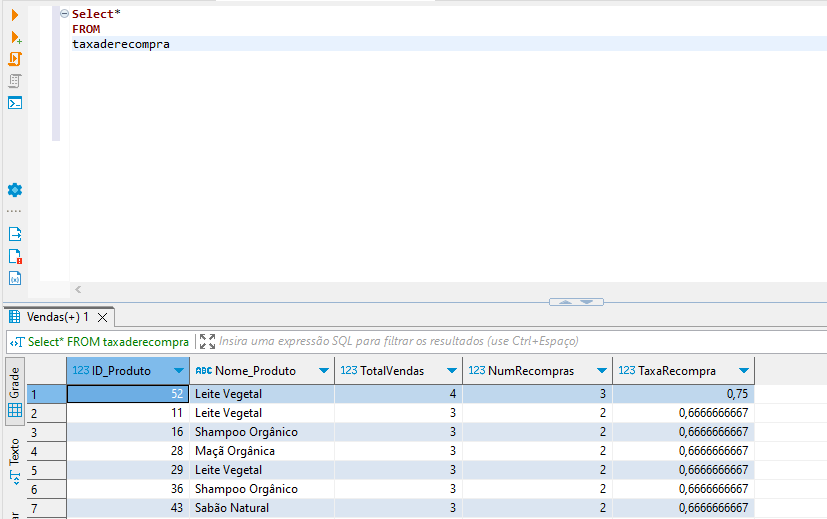 Select*
FROM
taxaderecompra
Vendas(+) 1
Select* FROM taxaderecompra Insira uma expressão SQL para filtrar os resultados (use Ctrl+Espaço)
Grade
Texto
123 ID_Produto ABC Nome_Produto 123 TotalVendas 123 NumRecompras 123 TaxaRecompra
1 52 Leite Vegetal 4 3 0,75
2 11 Leite Vegetal 3 2 0,6666666667
3 16 Shampoo Orgânico 3 2 0,6666666667
4 28 Maçã Orgânica 3 2 0,6666666667
5 29 Leite Vegetal 3 2 0,6666666667
6 36 Shampoo Orgânico 3 2 0,6666666667
7 43 Sabão Natural 3 2 0,6666666667